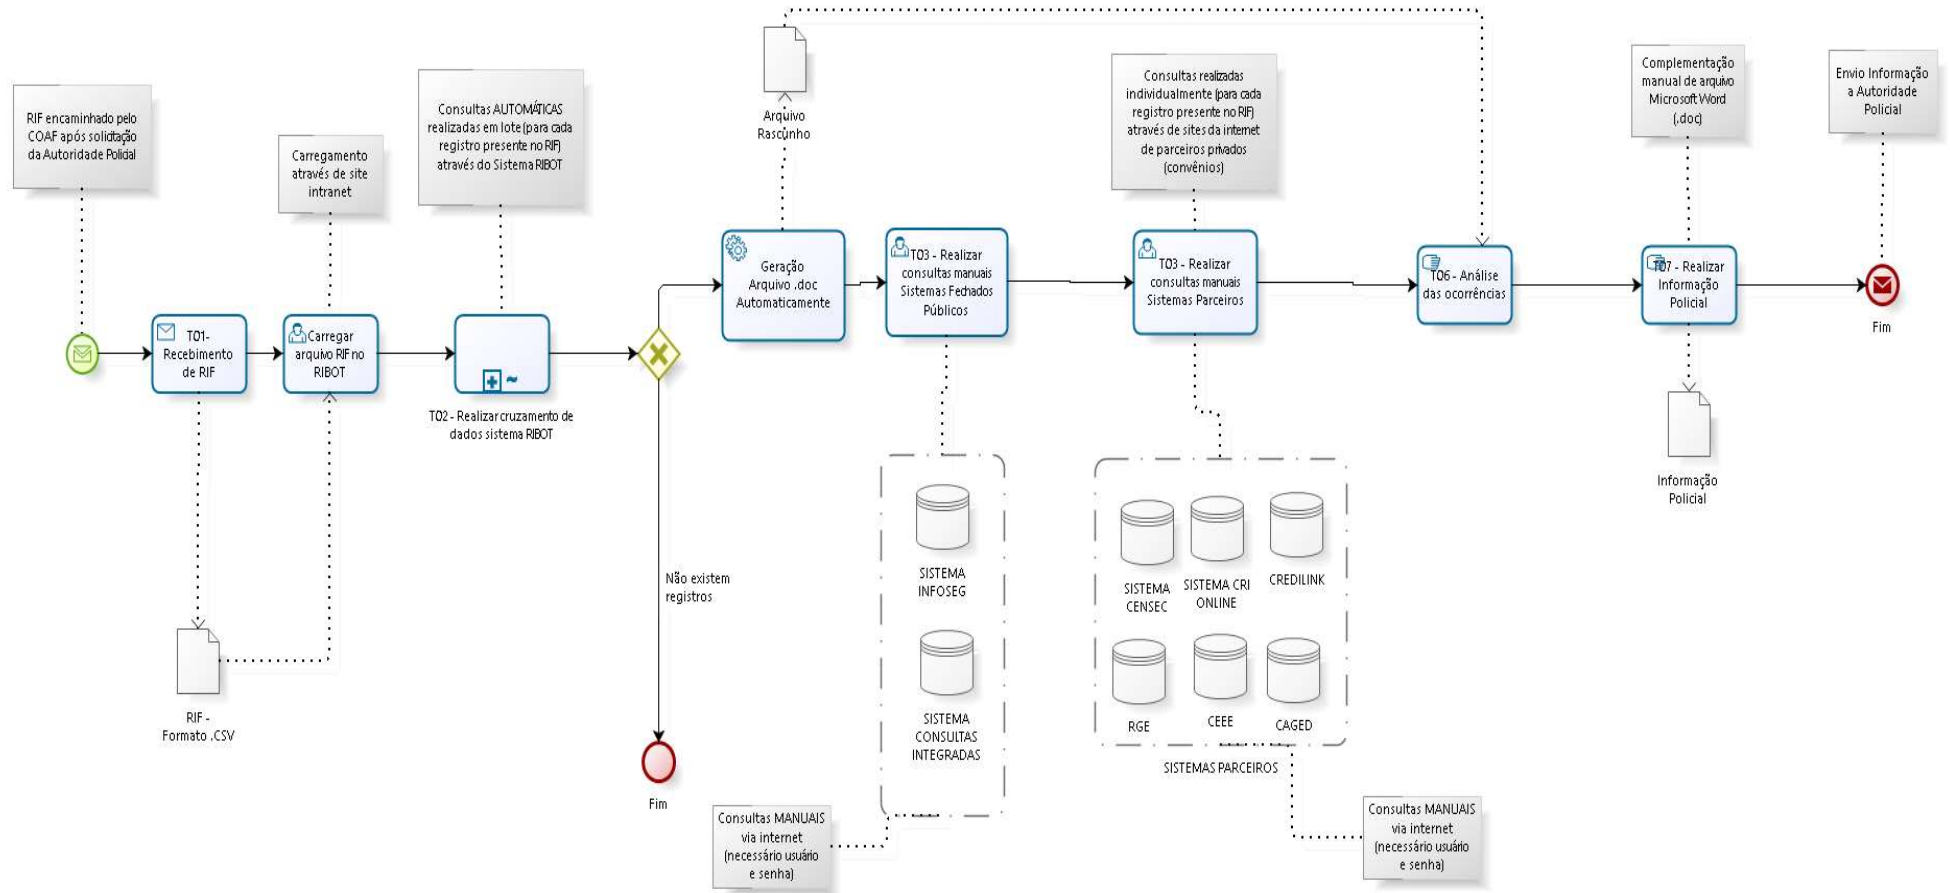 RIF encaminhado pelo
COAF após solicitação
da Autoridade Policial
T01-
Recebimento
de RIF
RIF -
Formato .CSV
Carregamento
através de site
intranet
Carregar
arquivo RIF no
RIBOT
Consultas AUTOMÁTICAS
realizadas em lote (para cada
registro presente no RIF)
através do Sistema RIBOT
T02 - Realizar cruzamento de
dados sistema RIBOT
Não existem
registros
Fim
Arquivo
Rascunho
Geração
Arquivo .doc
Automaticamente
T03 - Realizar
consultas manuais
Sistemas Fechados
Públicos
SISTEMA
INFOSEG
SISTEMA
CONSULTAS
INTEGRADAS
Consultas MANUAIS
via internet
(necessário usuário
e senha)
Consultas realizadas
individualmente (para cada
registro presente no RIF)
através de sites da internet
de parceiros privados
(convênios)
T03 - Realizar
consultas manuais
Sistemas Parceiros
SISTEMA
CENSEC
SISTEMA CRI
ONLINE
CREDILINK
RGE
CEEE
CAGED
SISTEMAS PARCEIROS
Consultas MANUAIS
via internet
(necessário usuário
e senha)
T06 - Análise
das ocorrências
Complementação
manual de arquivo
Microsoft Word
(.doc)
T07 - Realizar
Informação
Policial
Informação
Policial
Envio Informação
a Autoridade
Policial
Fim